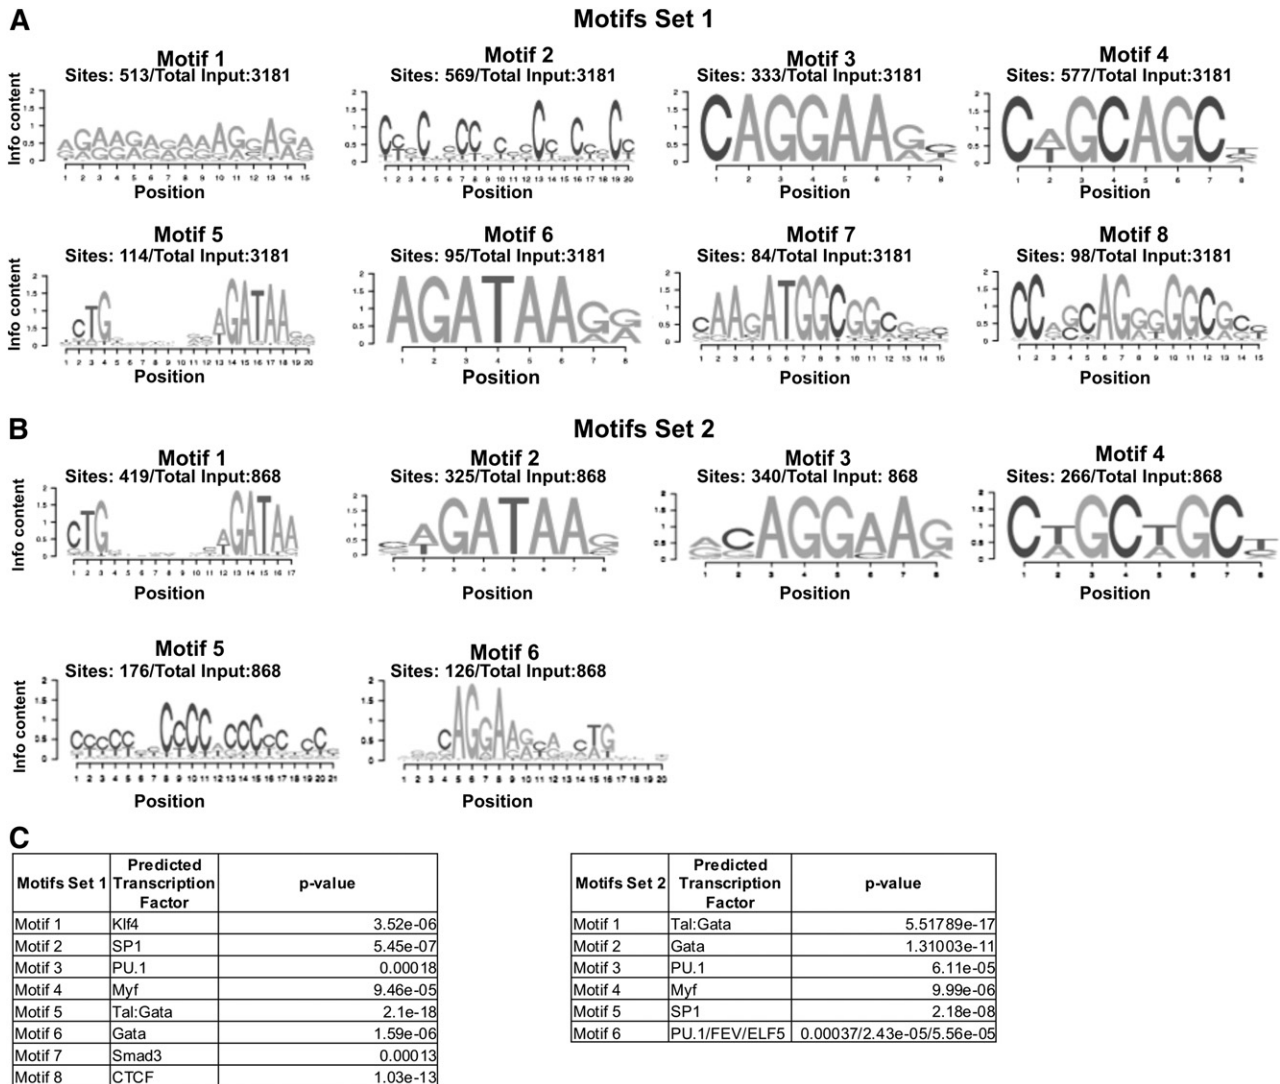 A
Motifs Set 1
Motif 1
Sites: 513/Total Input:3181
Motif 2
Sites: 569/Total Input:3181
Motif 3
Sites: 333/Total Input:3181
Motif 4
Sites: 577/Total Input:3181
Info content
Position
Position
Position
Position
Motif 5
Sites: 114/Total Input:3181
Motif 6
Sites: 95/Total Input:3181
Motif 7
Sites: 84/Total Input:3181
Motif 8
Sites: 98/Total Input:3181
Info content
Position
Position
Position
Position
B
Motifs Set 2
Motif 1
Sites: 419/Total Input:868
Motif 2
Sites: 325/Total Input:868
Motif 3
Sites: 340/Total Input: 868
Motif 4
Sites: 266/Total Input:868
Info content
Position
Position
Position
Position
Motif 5
Sites: 176/Total Input:868
Motif 6
Sites: 126/Total Input:868
Info content
Position
Position
C
Motifs Set 1 Predicted Transcription Factor p-value
Motif 1 Klf4 3.52e-06
Motif 2 SP1 5.45e-07
Motif 3 PU.1 0.00018
Motif 4 Myf 9.46e-05
Motif 5 Tal:Gata 2.1e-18
Motif 6 Gata 1.59e-06
Motif 7 Smad3 0.00013
Motif 8 CTCF 1.03e-13
Motifs Set 2 Predicted Transcription Factor p-value
Motif 1 Tal:Gata 5.51789e-17
Motif 2 Gata 1.31003e-11
Motif 3 PU.1 6.11e-05
Motif 4 Myf 9.99e-06
Motif 5 SP1 2.18e-08
Motif 6 PU.1/FEV/ELF5 0.00037/2.43e-05/5.56e-05